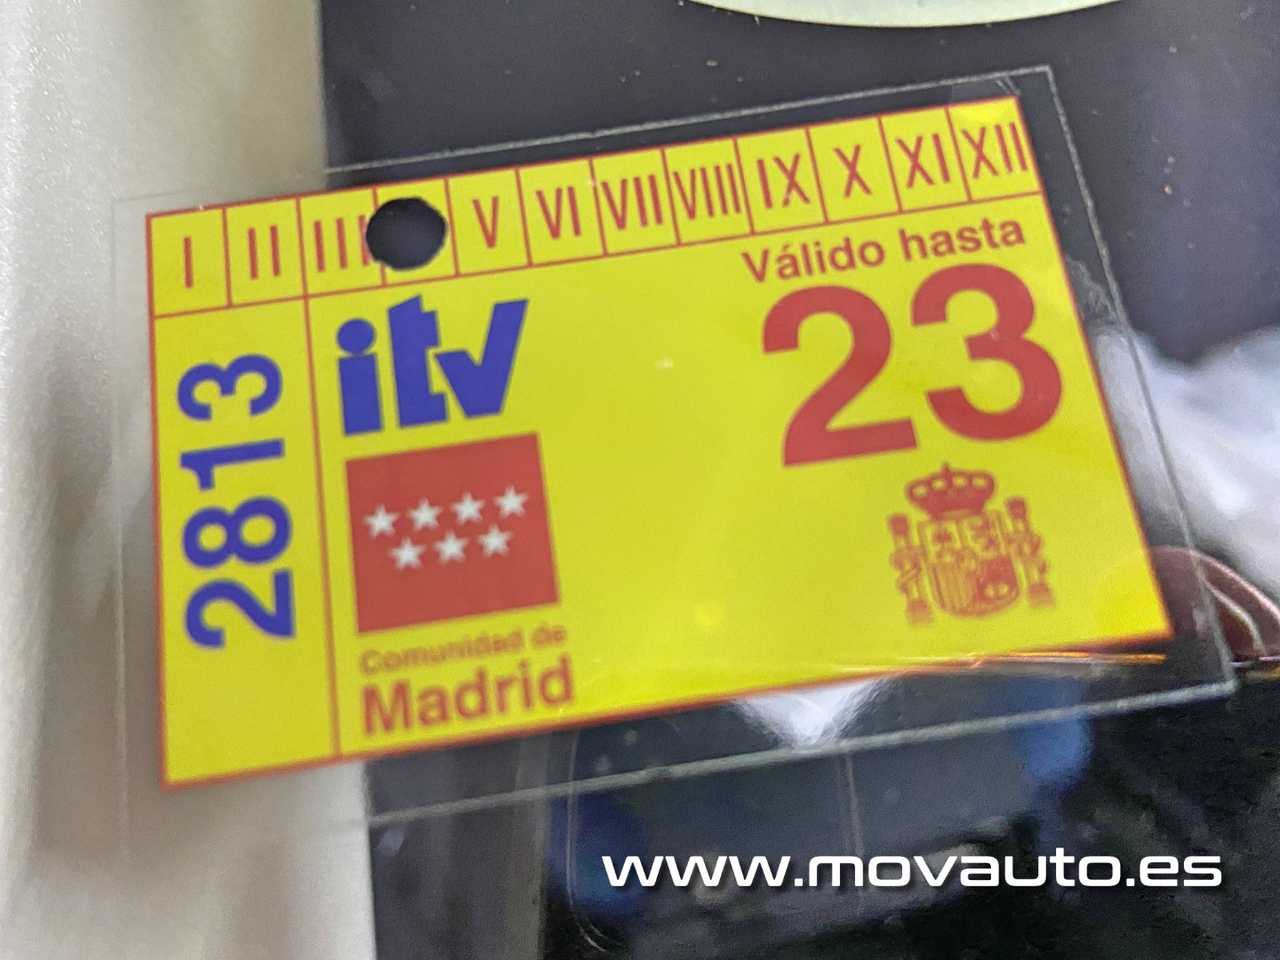 I II III V VI VII VIII IX X XI XII
Válido hasta
23
itv
2813
Comunidad de
Madrid
www.movauto.es